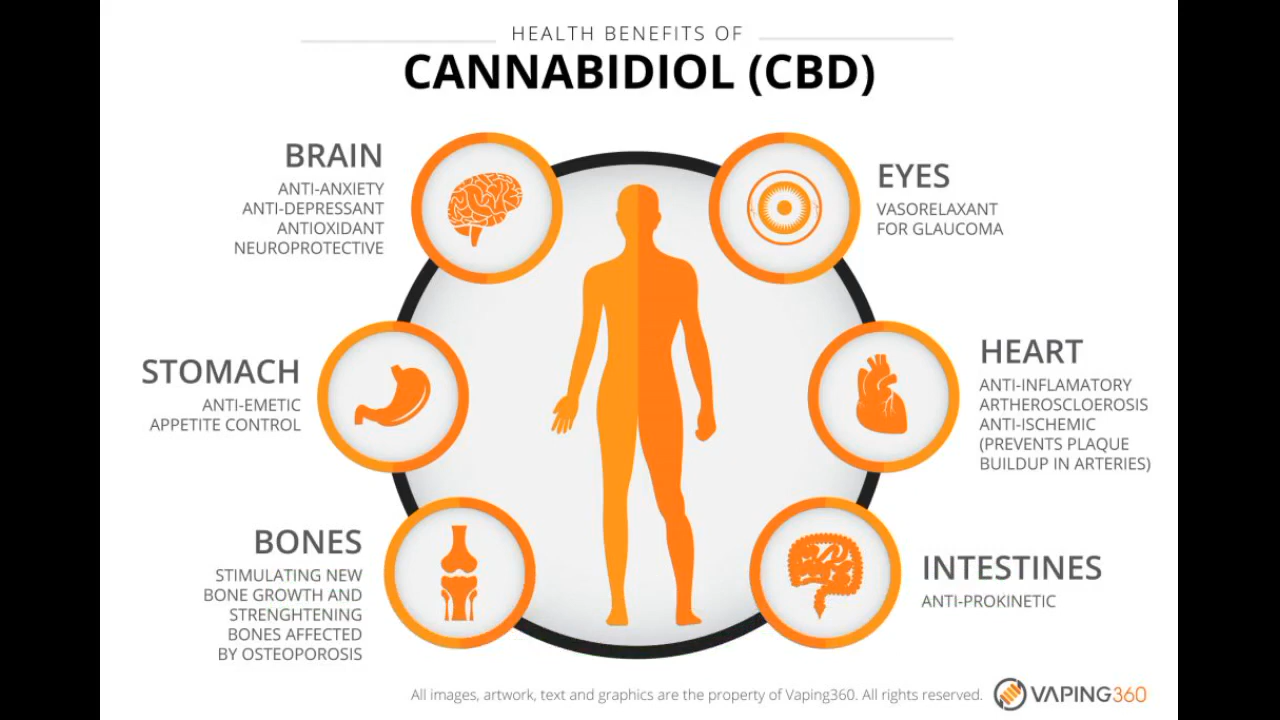 HEALTH BENEFITS OF
CANNABIDIOL (CBD)
BRAIN
ANTI-ANXIETY
ANTI-DEPRESSANT
ANTIOXIDANT
NEUROPROTECTIVE
EYES
VASORELAXANT
FOR GLAUCOMA
STOMACH
ANTI-EMETIC
APPETITE CONTROL
HEART
ANTI-INFLAMATORY
ARTHEROSCLOEROSIS
ANTI-ISCHEMIC
(PREVENTS PLAQUE
BUILDUP IN ARTERIES)
BONES
STIMULATING NEW
BONE GROWTH AND
STRENGHTENING
BONES AFFECTED
BY OSTEOPOROSIS
INTESTINES
ANTI-PROKINETIC
All images, artwork, text and graphics are the property of Vaping360. All rights reserved.
VAPING360